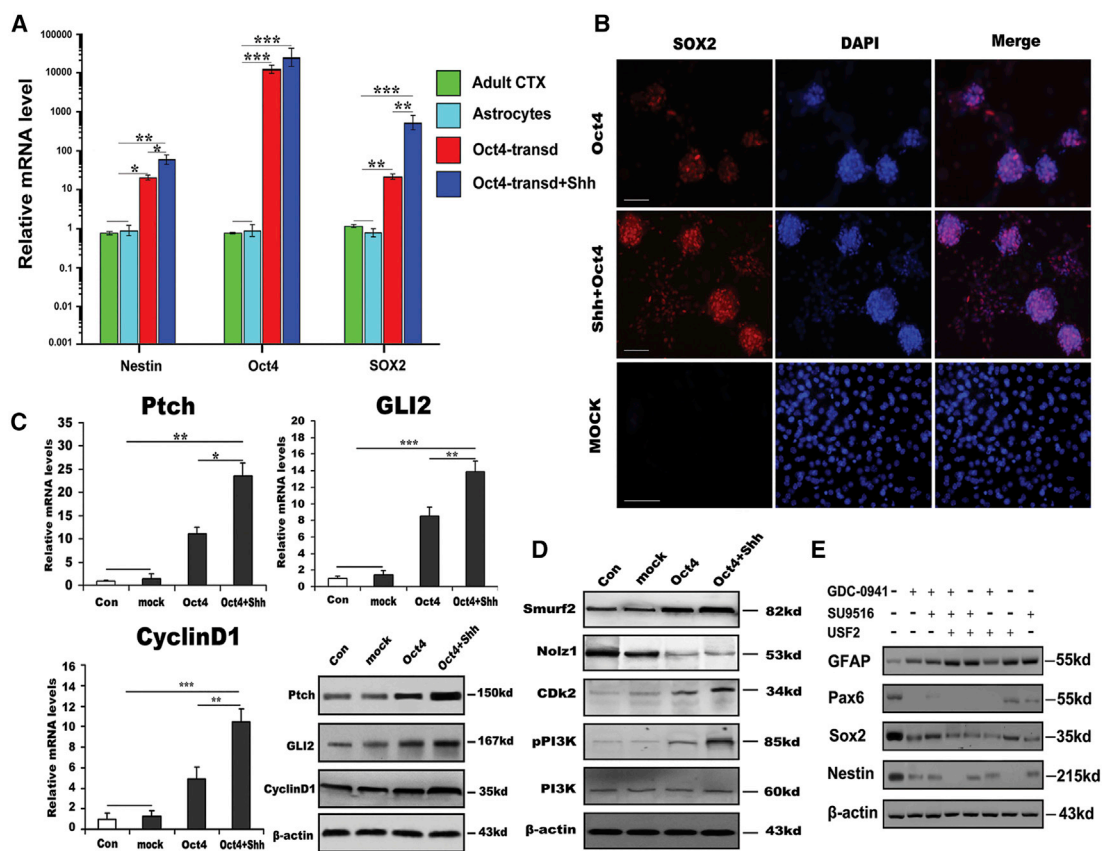 A
Relative mRNA level
100000
10000
1000
100
10
1
0.1
0.01
0.001
** * *
*** ***
*** ** **
Nestin Oct4 SOX2
Adult CTX
Astrocytes
Oct4-transd
Oct4-transd+Shh
B
SOX2 DAPI Merge
Oct4
Shh+Oct4
MOCK
C
Ptch
Relative mRNA levels
35
30
25
20
15
10
5
0
**
*
Con mock Oct4 Oct4+Shh
GLI2
Relative mRNA levels
20
18
16
14
12
10
8
6
4
2
0
***
**
Con mock Oct4 Oct4+Shh
CyclinD1
Relative mRNA levels
16
14
12
10
8
6
4
2
0
***
**
Con mock Oct4 Oct4+Shh
Con mock Oct4 Oct4+Shh
Ptch 150kd
GLI2 167kd
CyclinD1 35kd
β-actin 43kd
D
Con mock Oct4 Oct4+Shh
Smurf2 82kd
Nolz1 53kd
CDk2 34kd
pPI3K 85kd
PI3K 60kd
β-actin 43kd
E
GDC-0941 - + + + + + - -
SU9516 - - + + + - - +
USF2 - - - + + + + -
GFAP 55kd
Pax6 55kd
Sox2 35kd
Nestin 215kd
β-actin 43kd